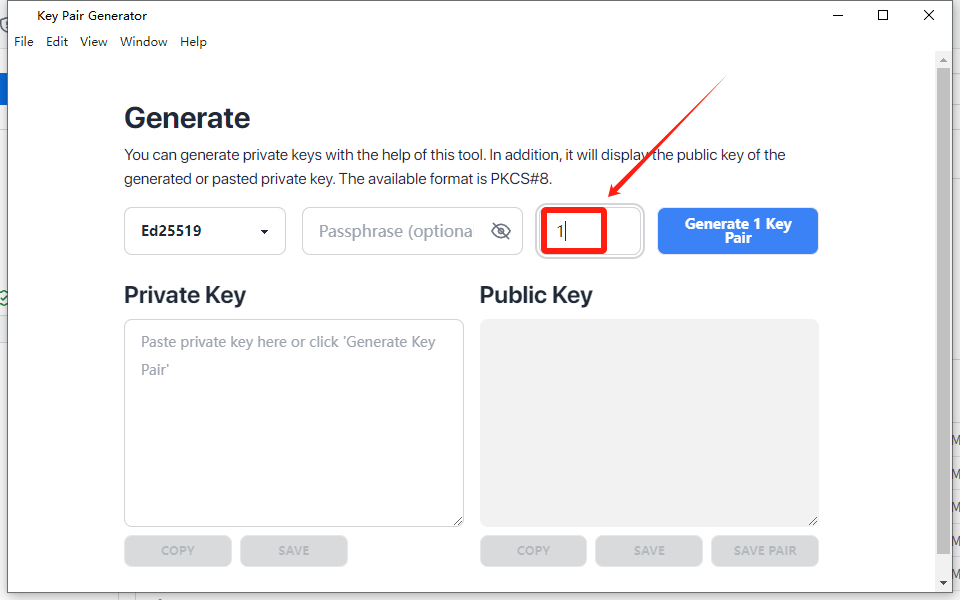 Key Pair Generator
File Edit View Window Help
Generate
You can generate private keys with the help of this tool. In addition, it will display the public key of the
generated or pasted private key. The available format is PKCS#8.
Ed25519
Passphrase (optiona
1
Generate 1 Key
Pair
Private Key
Public Key
Paste private key here or click 'Generate Key
Pair'
COPY SAVE
COPY SAVE SAVE PAIR